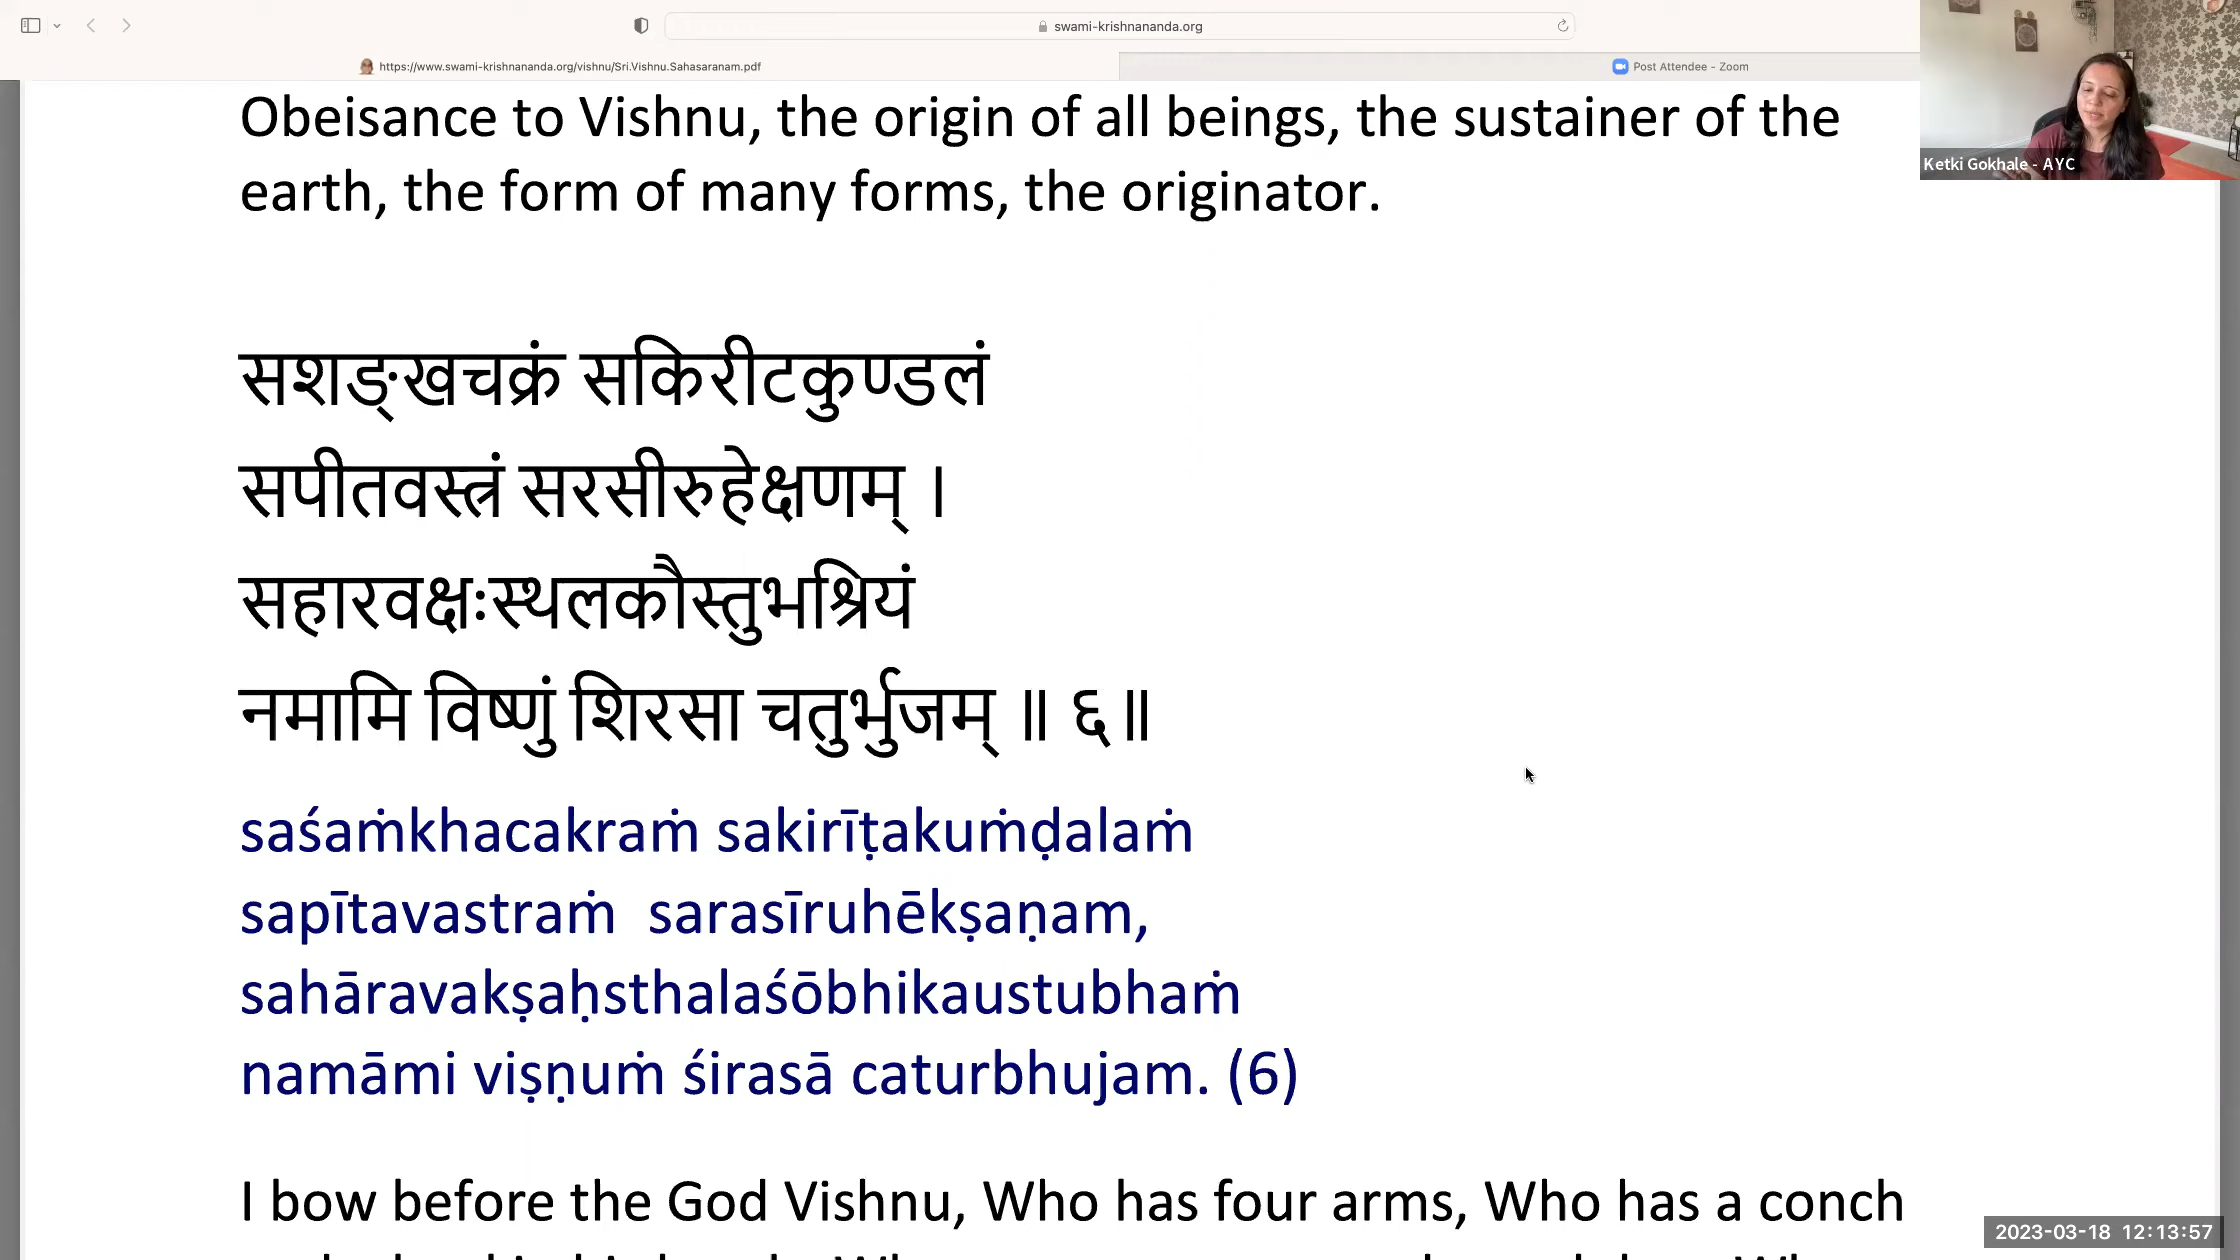 swami-krishnananda.org
https://www.swami-krishnananda.org/vishnu/Sri.Vishnu.Sahasaranam.pdf
Post Attendee - Zoom
Ketki Gokhale - AYC
Obeisance to Vishnu, the origin of all beings, the sustainer of the
earth, the form of many forms, the originator.
सशङ्खचक्रं सकिरीटकुण्डलं
सपीतवस्त्रं सरसीरुहेक्षणम् ।
सहारवक्षःस्थलकौस्तुभश्रियं
नमामि विष्णुं शिरसा चतुर्भुजम् ॥ ६॥
saśaṁkhacakraṁ sakirīṭakuṁḍalaṁ
sapītavastraṁ sarasīruhēkṣaṇam,
sahāravakṣaḥsthalaśōbhikaustubhaṁ
namāmi viṣṇuṁ śirasā caturbhujam. (6)
I bow before the God Vishnu, Who has four arms, Who has a conch
2023-03-18 12:13:57